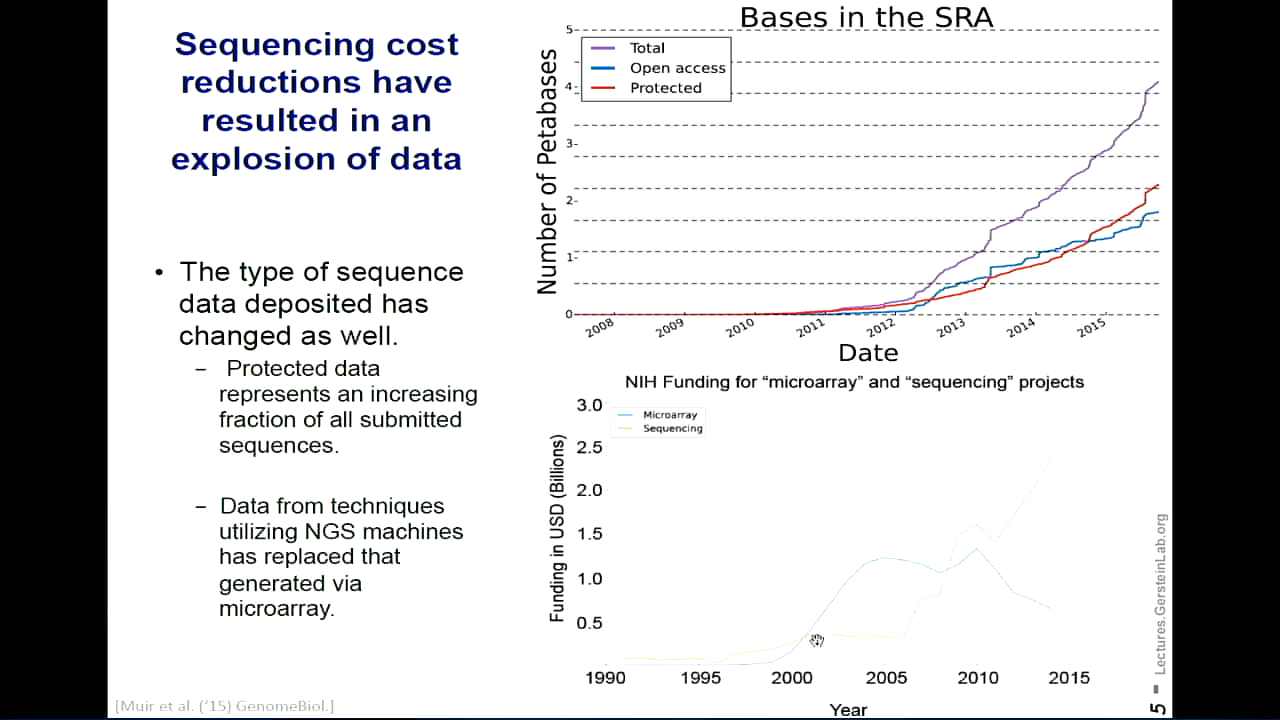 Sequencing cost
reductions have
resulted in an
explosion of data
• The type of sequence
data deposited has
changed as well.
– Protected data
represents an increasing
fraction of all submitted
sequences.
– Data from techniques
utilizing NGS machines
has replaced that
generated via
microarray.
[Muir et al. (‘15) GenomeBiol.]
Bases in the SRA
Total
Open access
Protected
Number of Petabases
5
4
3
2
1
0
2008 2009 2010 2011 2012 2013 2014 2015
Date
NIH Funding for “microarray” and “sequencing” projects
Microarray
Sequencing
Funding in USD (Billions)
3.0
2.5
2.0
1.5
1.0
0.5
1990 1995 2000 2005 2010 2015
Year
5 - Lectures.GersteinLab.org